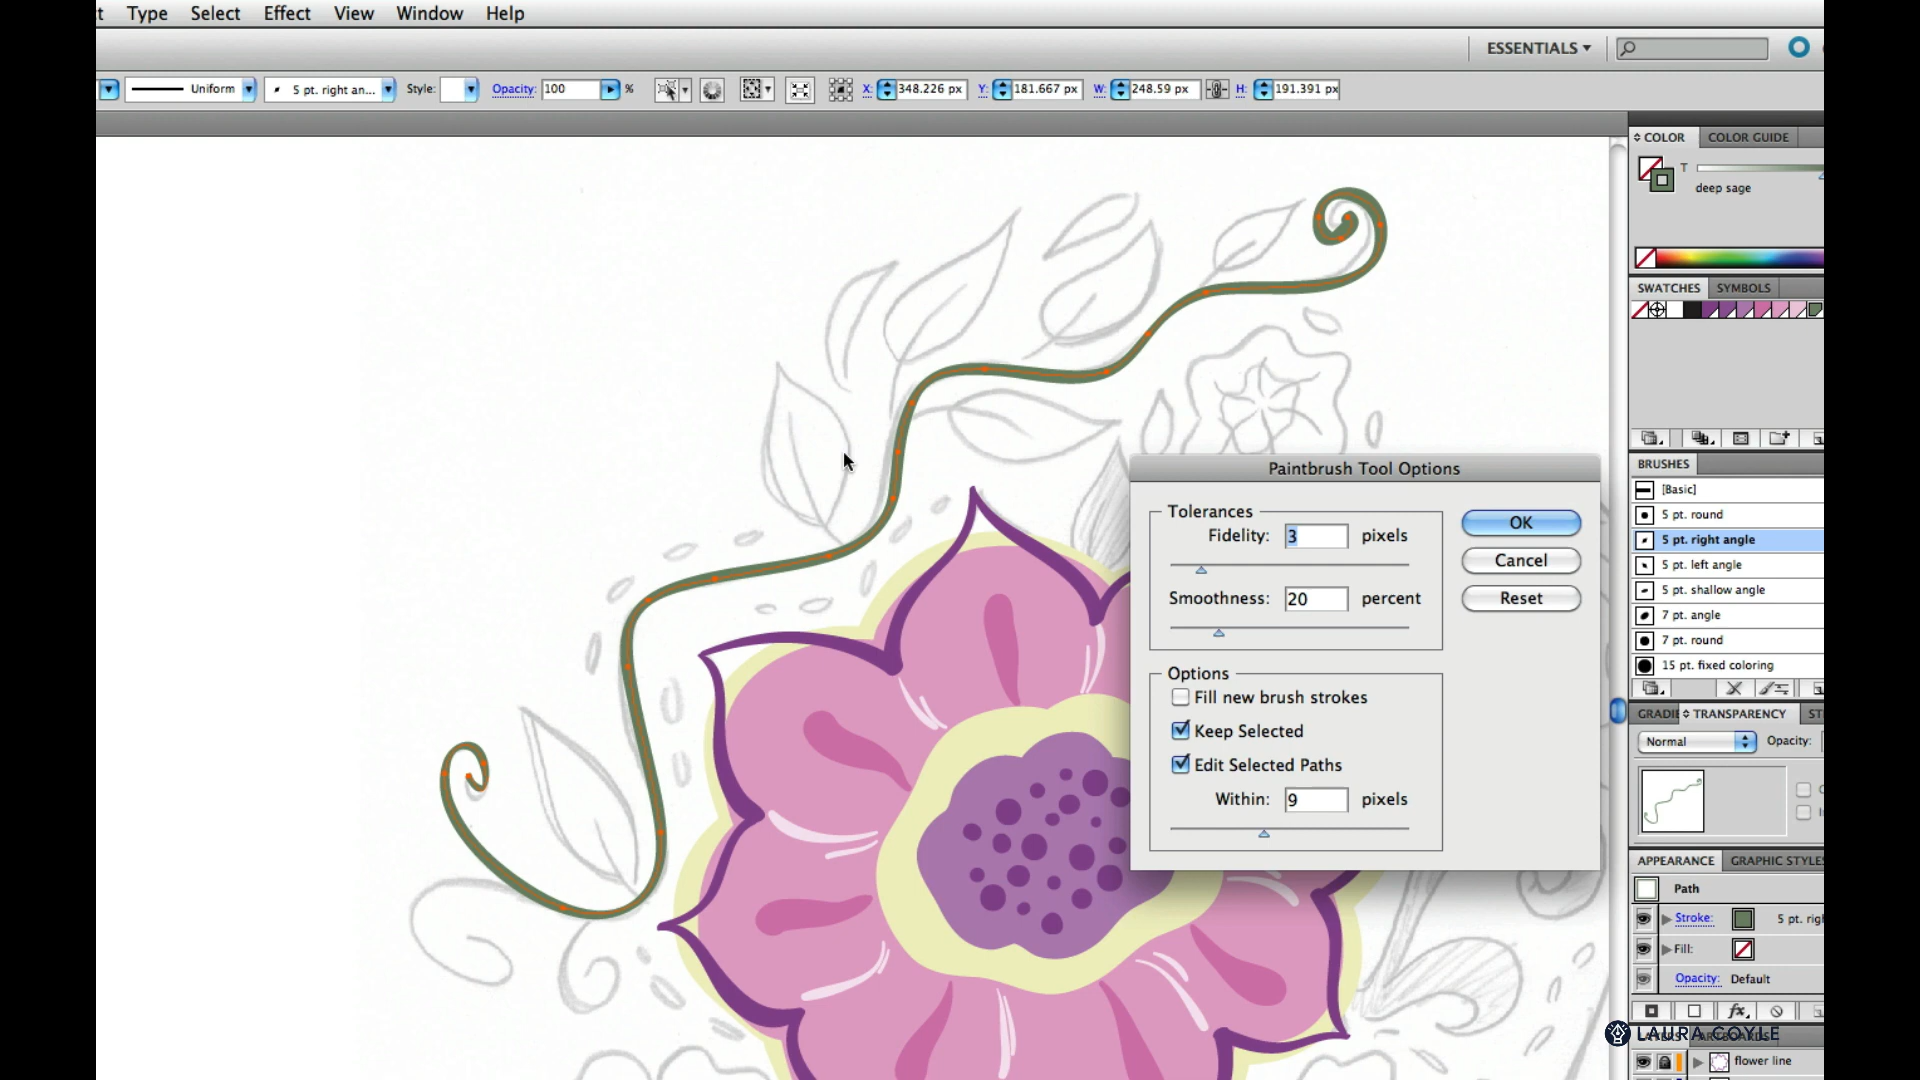 t Type Select Effect View Window Help
ESSENTIALS
Uniform 5 pt. right an... Style: Opacity: 100 % X: 348.226 px Y: 181.667 px W: 248.59 px H: 191.391 px
COLOR COLOR GUIDE
T
deep sage
SWATCHES SYMBOLS
BRUSHES
[Basic]
5 pt. round
5 pt. right angle
5 pt. left angle
5 pt. shallow angle
7 pt. angle
7 pt. round
15 pt. fixed coloring
GRADIE TRANSPARENCY ST
Normal Opacity:
APPEARANCE GRAPHIC STYLES
Path
Stroke: 5 pt. rig
Fill:
Opacity: Default
fx
LAURA COYLE
flower line
Paintbrush Tool Options
Tolerances
Fidelity: 3 pixels
Smoothness: 20 percent
OK
Cancel
Reset
Options
Fill new brush strokes
Keep Selected
Edit Selected Paths
Within: 9 pixels